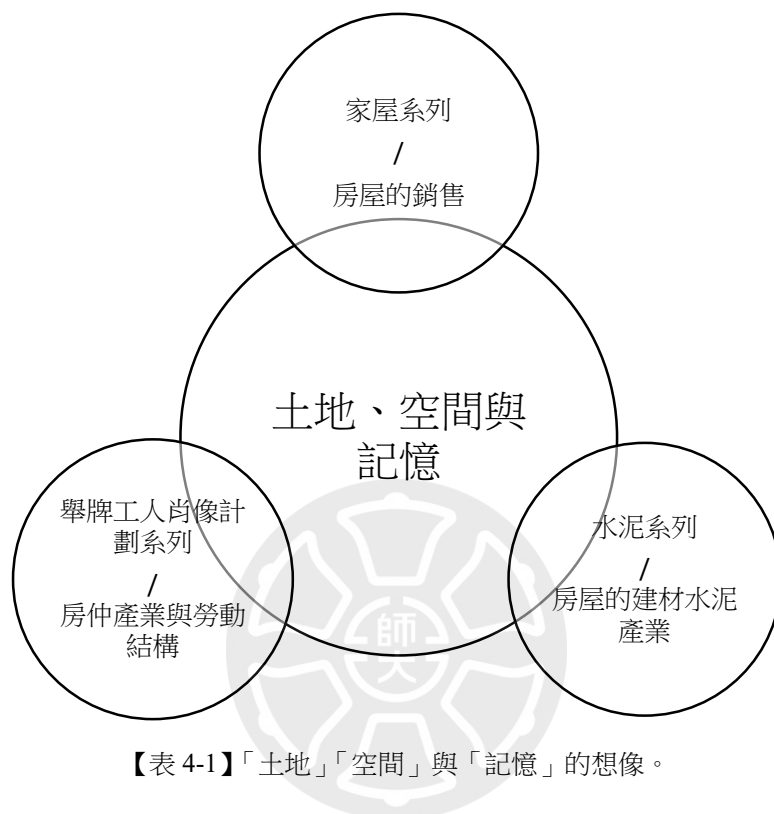 家屋系列
/
房屋的銷售
土地、空間與
記憶
舉牌工人肖像計
劃系列
/
房仲產業與勞動
結構
水泥系列
/
房屋的建材水泥
產業
師大
【表 4-1】「土地」「空間」與「記憶」的想像。